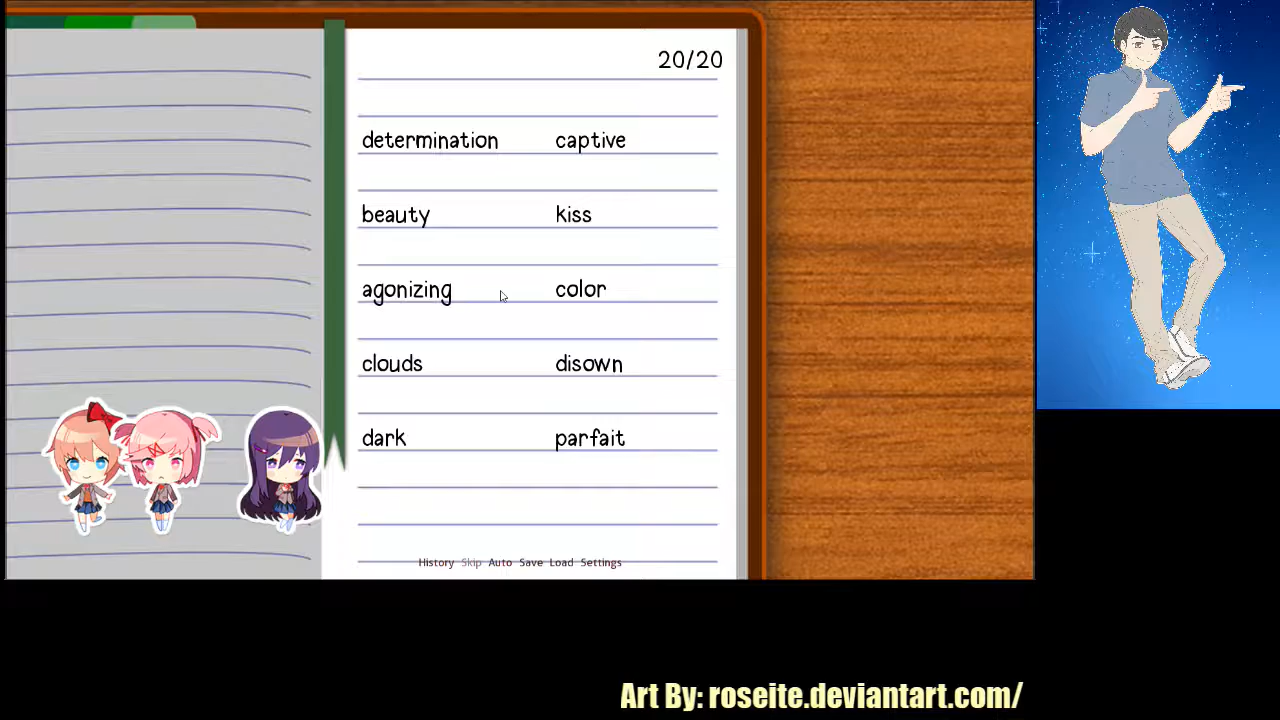 20/20
determination captive
beauty kiss
agonizing color
clouds disown
dark parfait
History Skip Auto Save Load Settings
Art By: roseite.deviantart.com/